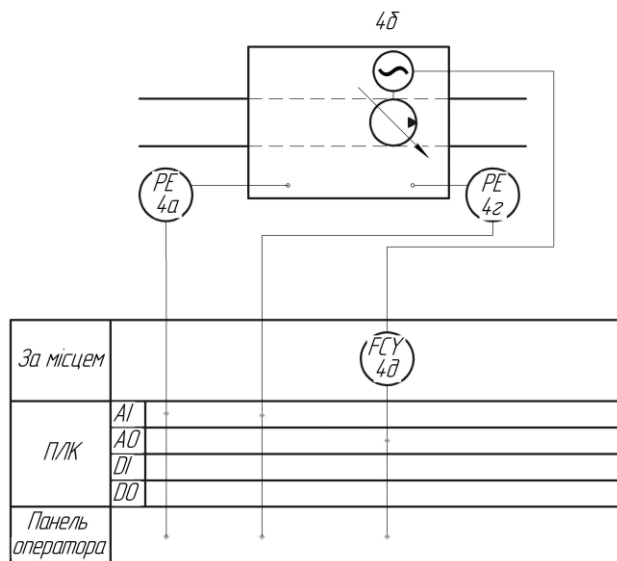 4б
PE
4а
PE
4г
За місцем
FCY
4д
ПЛК
AI
AO
DI
DO
Панель
оператора